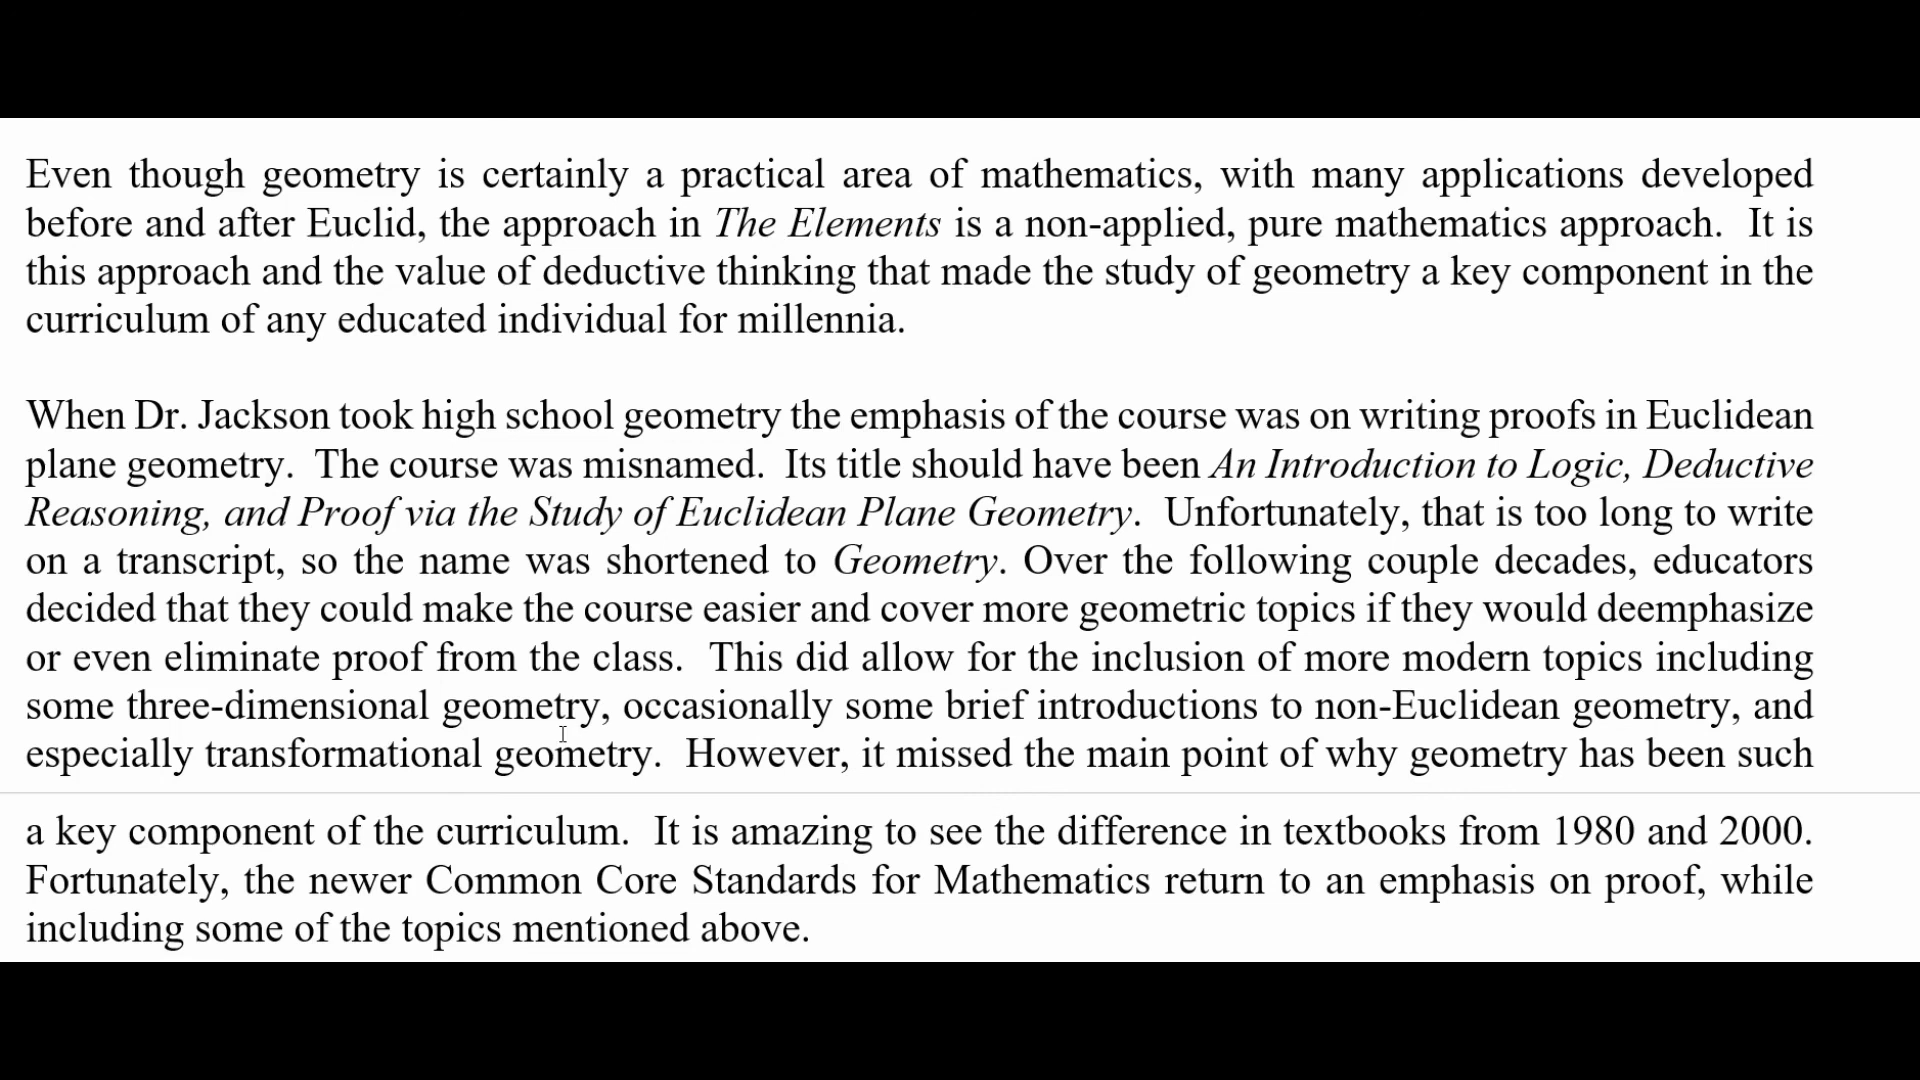 Even though geometry is certainly a practical area of mathematics, with many applications developed
before and after Euclid, the approach in The Elements is a non-applied, pure mathematics approach.  It is
this approach and the value of deductive thinking that made the study of geometry a key component in the
curriculum of any educated individual for millennia.
When Dr. Jackson took high school geometry the emphasis of the course was on writing proofs in Euclidean
plane geometry.  The course was misnamed.  Its title should have been An Introduction to Logic, Deductive
Reasoning, and Proof via the Study of Euclidean Plane Geometry.  Unfortunately, that is too long to write
on a transcript, so the name was shortened to Geometry. Over the following couple decades, educators
decided that they could make the course easier and cover more geometric topics if they would deemphasize
or even eliminate proof from the class.  This did allow for the inclusion of more modern topics including
some three-dimensional geometry, occasionally some brief introductions to non-Euclidean geometry, and
especially transformational geometry.  However, it missed the main point of why geometry has been such
a key component of the curriculum.  It is amazing to see the difference in textbooks from 1980 and 2000.
Fortunately, the newer Common Core Standards for Mathematics return to an emphasis on proof, while
including some of the topics mentioned above.